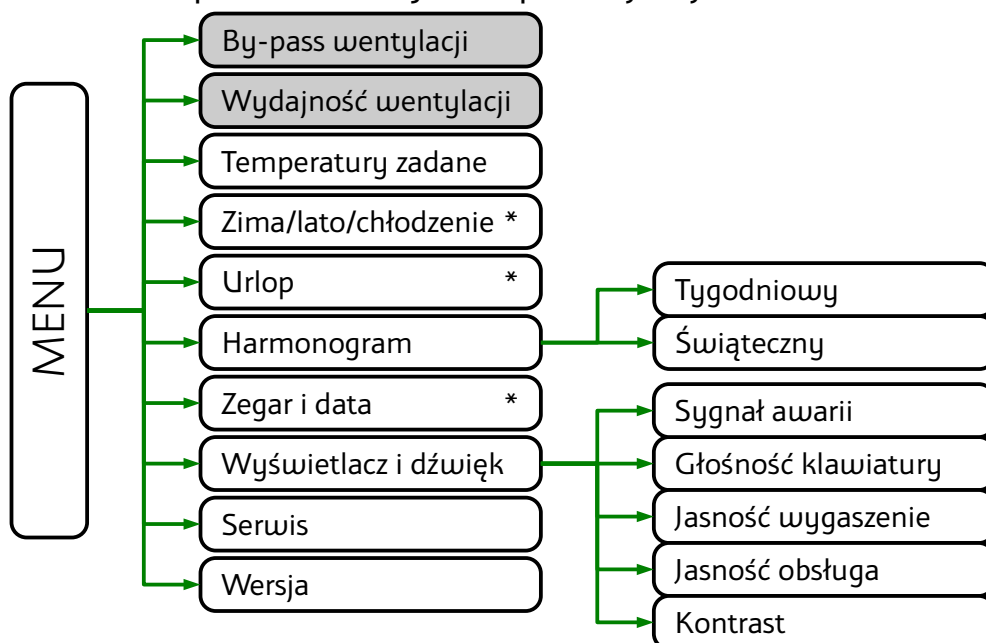 MENU
By-pass wentylacji
Wydajność wentylacji
Temperatury zadane
Zima/lato/chłodzenie *
Urlop *
Harmonogram
Zegar i data *
Wyświetlacz i dźwięk
Serwis
Wersja
Tygodniowy
Świąteczny
Sygnał awarii
Głośność klawiatury
Jasność wygaszenie
Jasność obsługa
Kontrast